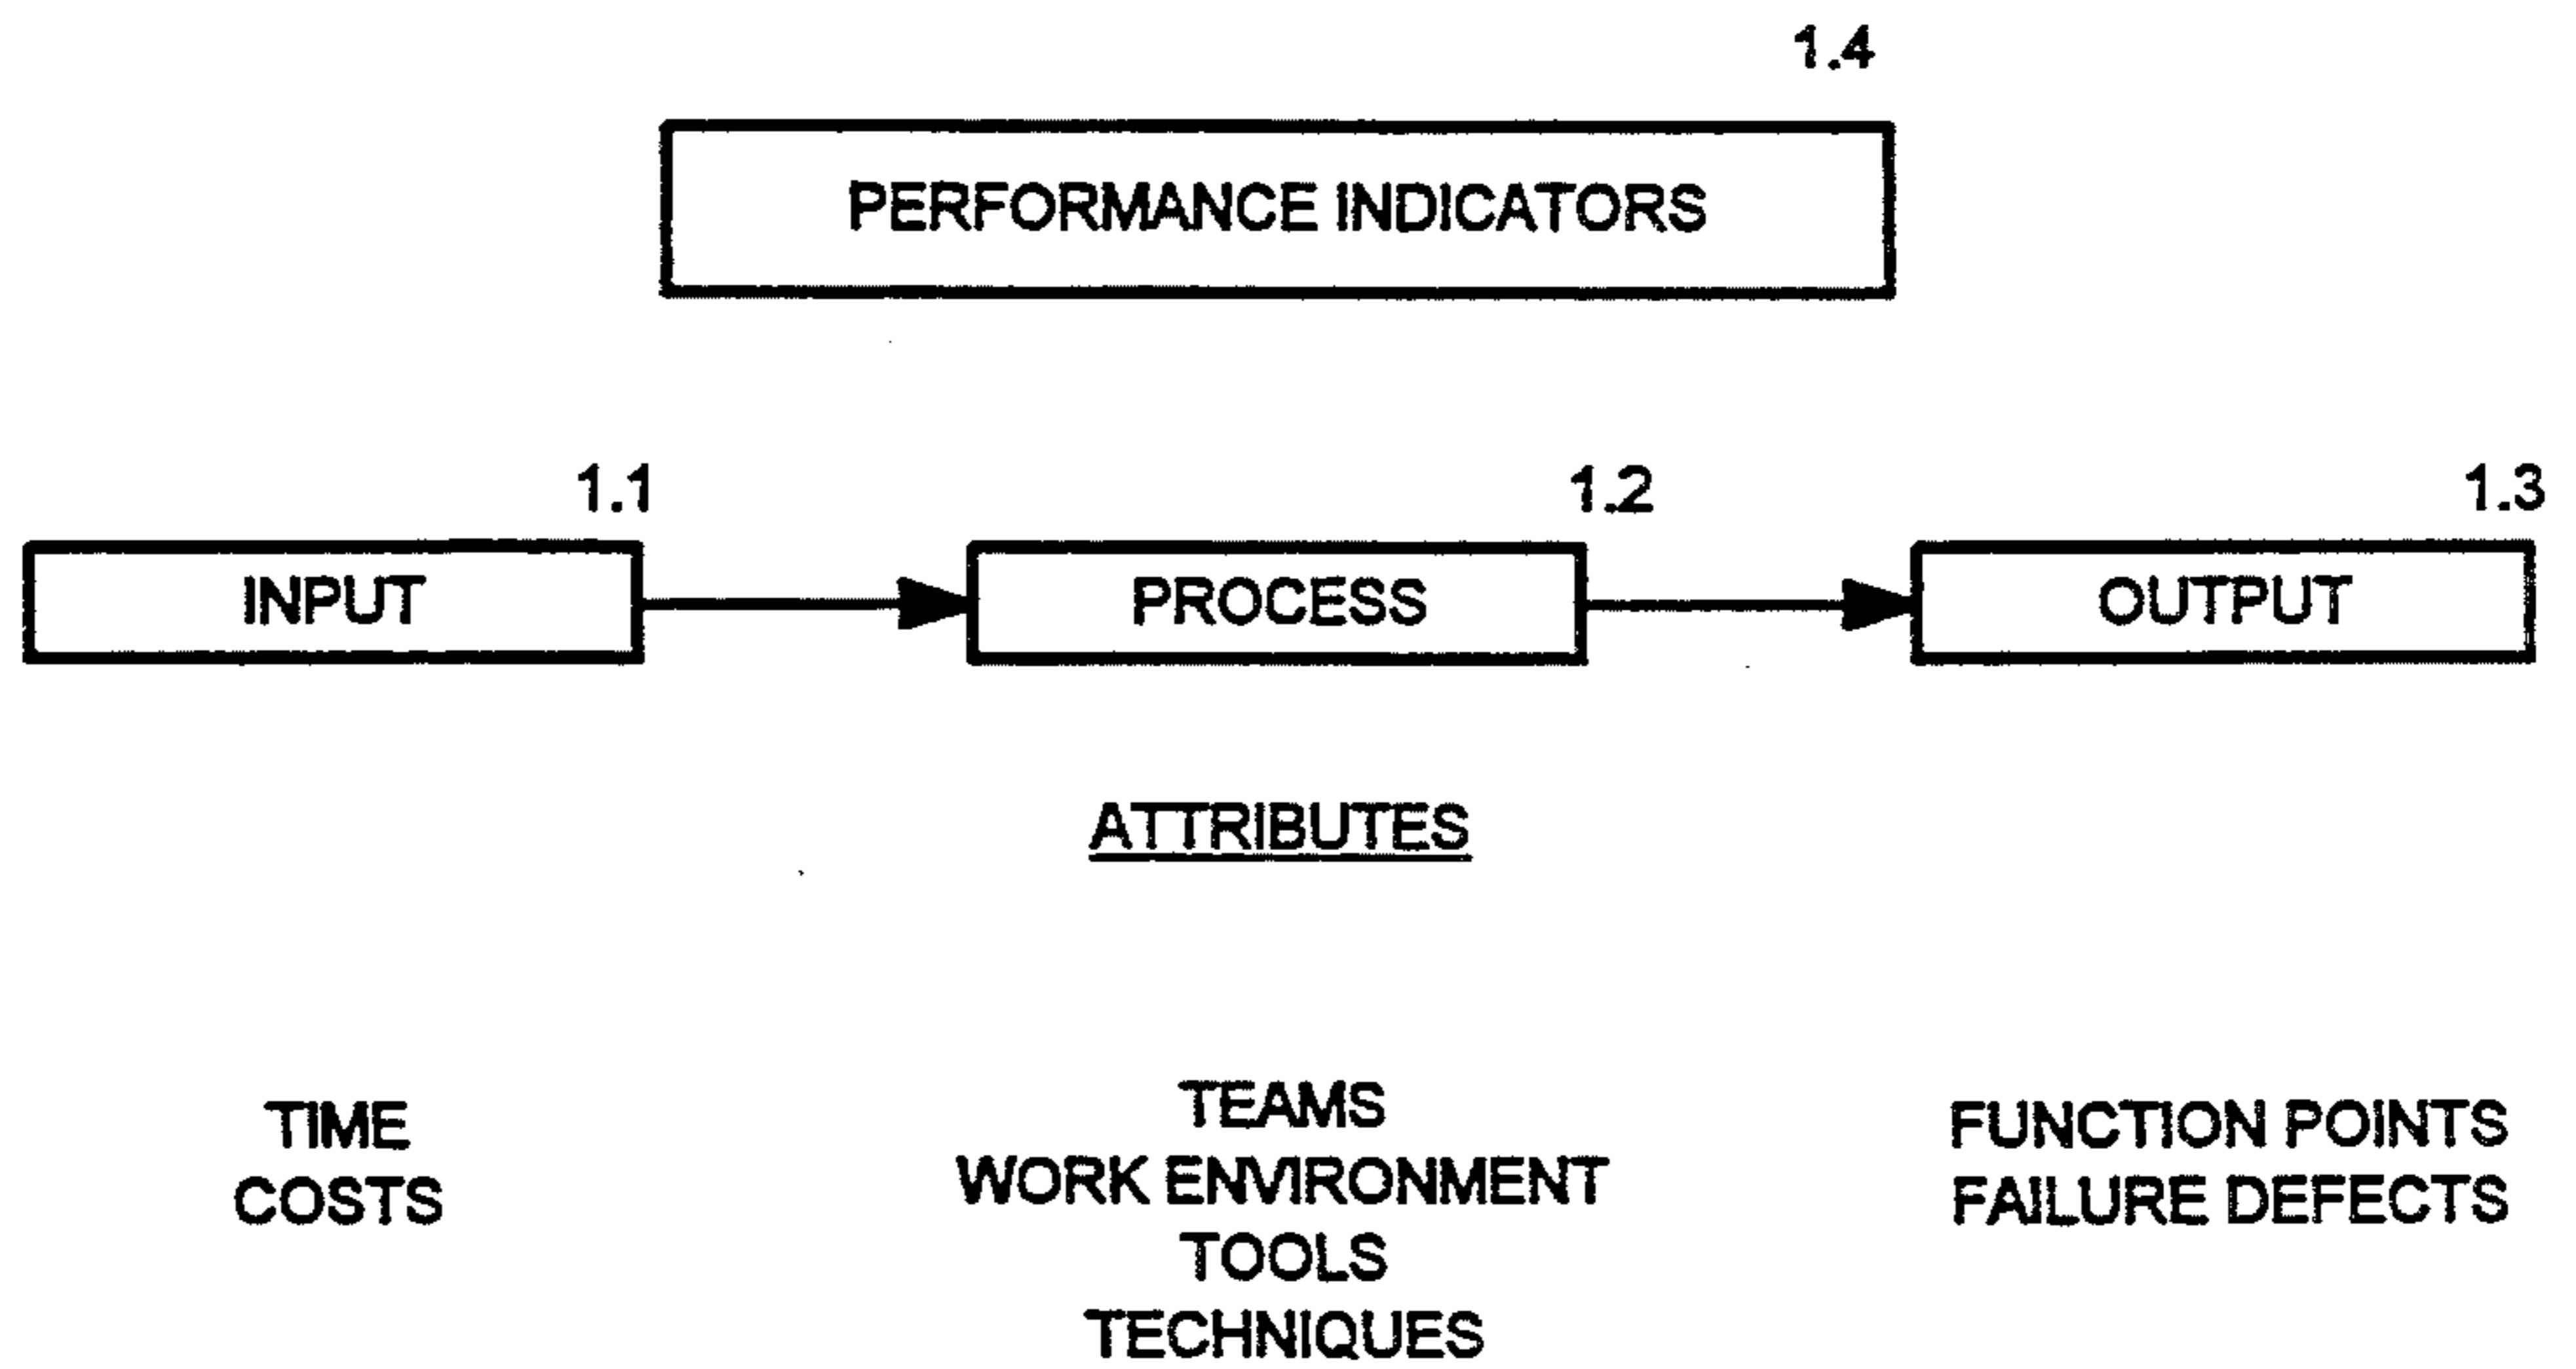 1.4
PERFORMANCE INDICATORS
1.1
1.2
1.3
INPUT
PROCESS
OUTPUT
ATTRIBUTES
TIME
COSTS
TEAMS
WORK ENVIRONMENT
TOOLS
TECHNIQUES
FUNCTION POINTS
FAILURE DEFECTS